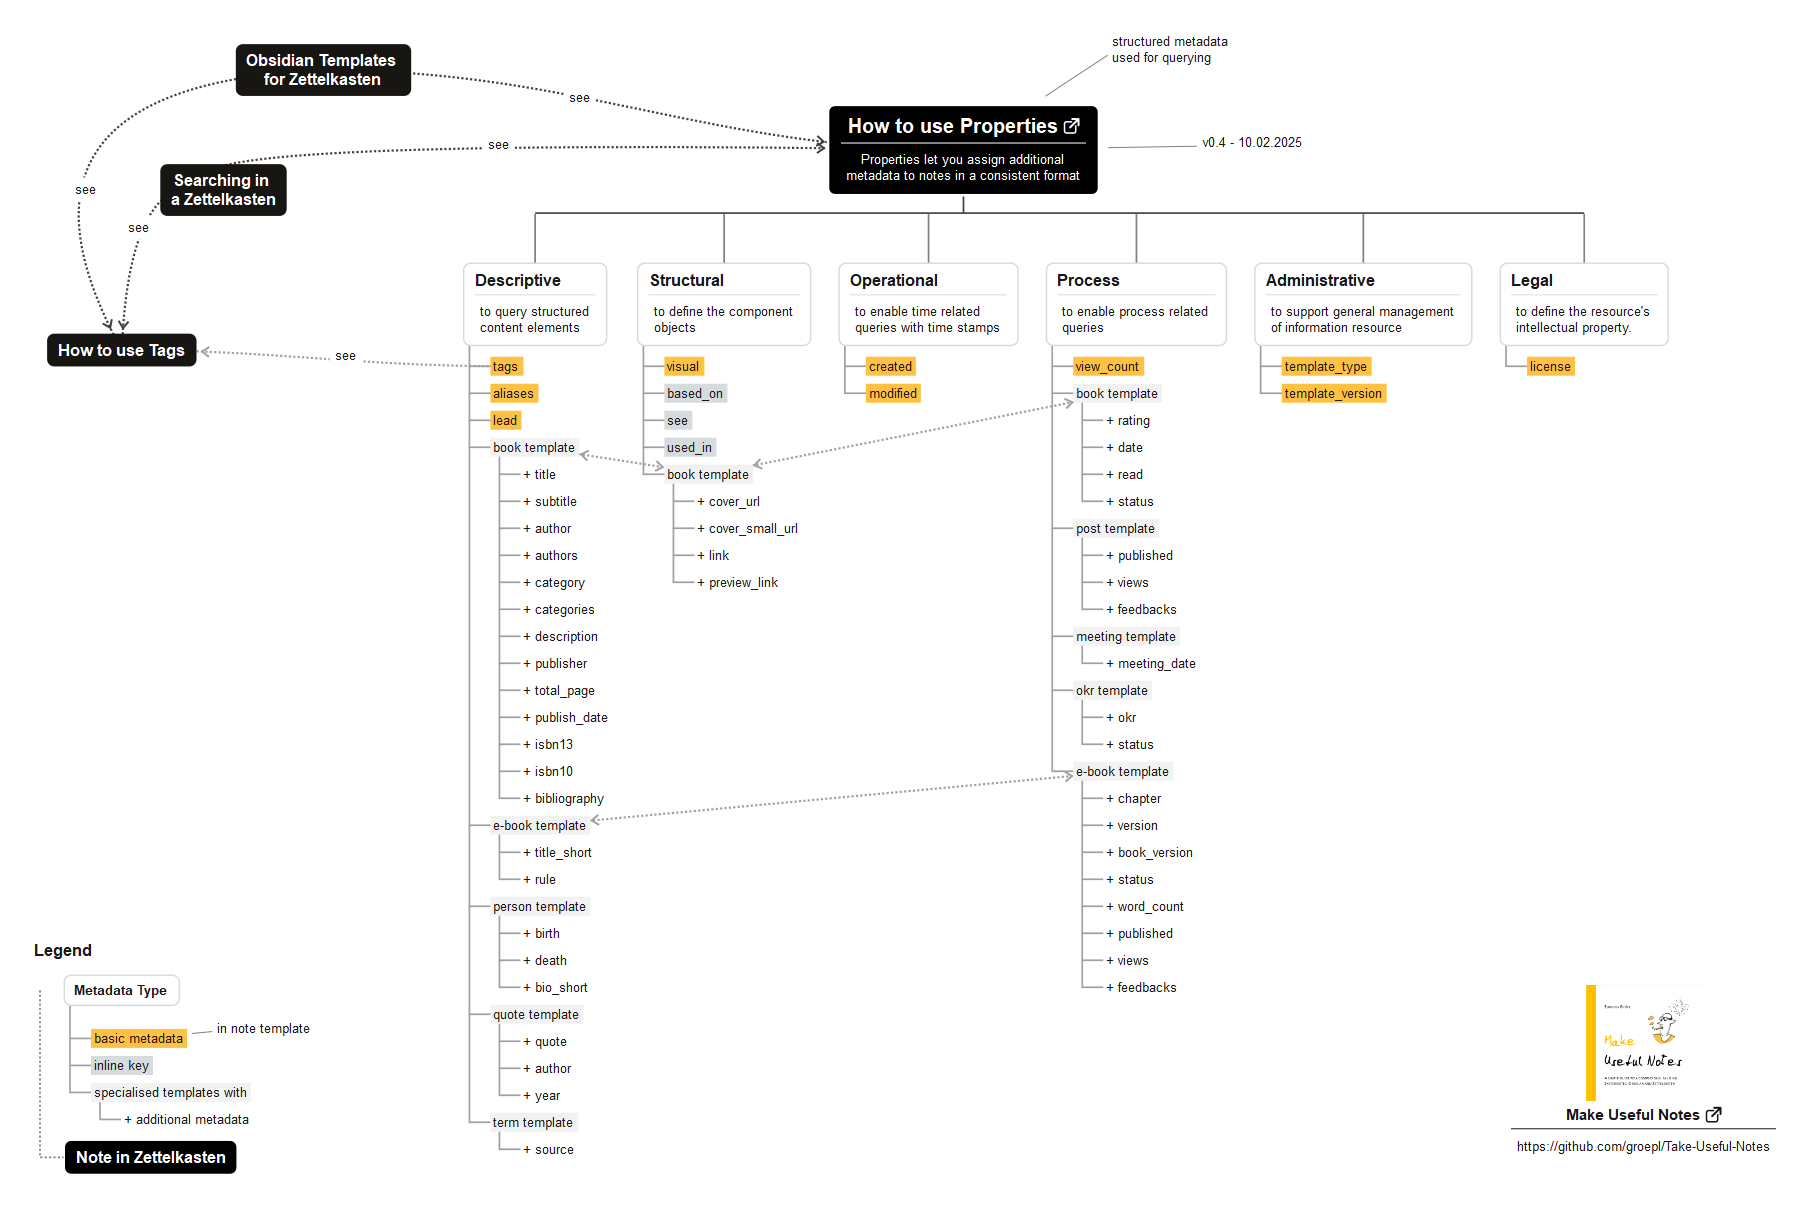 structured metadata
used for querying
Obsidian Templates
for Zettelkasten
see
How to use Properties
Properties let you assign additional
metadata to notes in a consistent format
v0.4 - 10.02.2025
see
Searching in
a Zettelkasten
see
see
How to use Tags
see
Descriptive
to query structured
content elements
tags
aliases
lead
book template
+ title
+ subtitle
+ author
+ authors
+ category
+ categories
+ description
+ publisher
+ total_page
+ publish_date
+ isbn13
+ isbn10
+ bibliography
e-book template
+ title_short
+ rule
person template
+ birth
+ death
+ bio_short
quote template
+ quote
+ author
+ year
term template
+ source
Structural
to define the component
objects
visual
based_on
see
used_in
book template
+ cover_url
+ cover_small_url
+ link
+ preview_link
Operational
to enable time related
queries with time stamps
created
modified
Process
to enable process related
queries
view_count
book template
+ rating
+ date
+ read
+ status
post template
+ published
+ views
+ feedbacks
meeting template
+ meeting_date
okr template
+ okr
+ status
e-book template
+ chapter
+ version
+ book_version
+ status
+ word_count
+ published
+ views
+ feedbacks
Administrative
to support general management
of information resource
template_type
template_version
Legal
to define the resource's
intellectual property.
license
Legend
Metadata Type
basic metadata
in note template
inline key
specialised templates with
+ additional metadata
Note in Zettelkasten
Make
Useful Notes
Make Useful Notes
https://github.com/groepl/Take-Useful-Notes